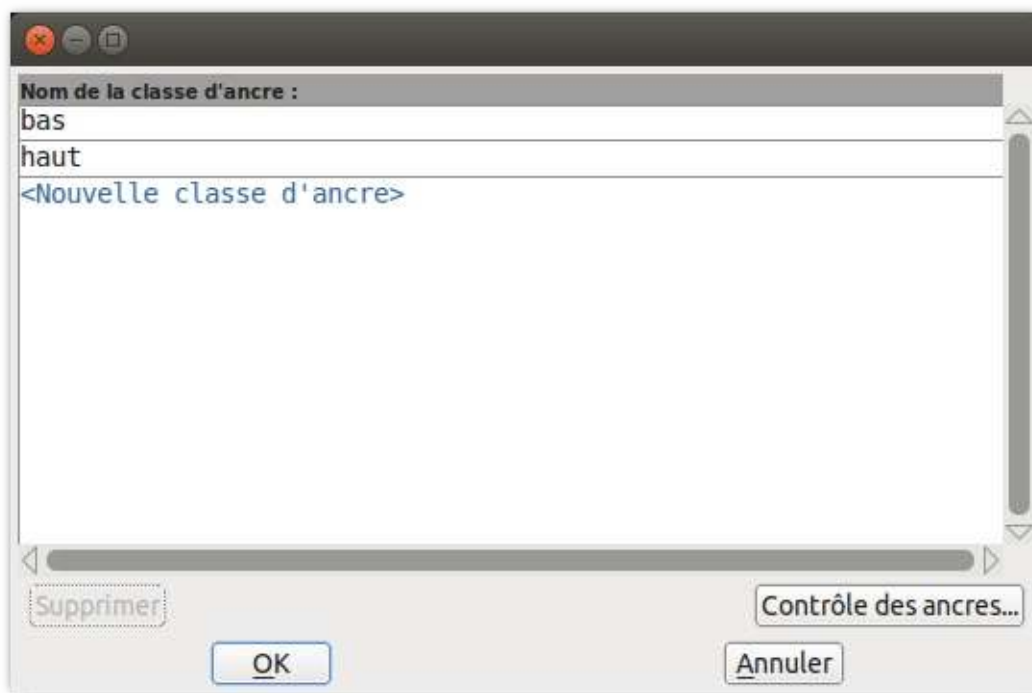 Nom de la classe d'ancre :
bas
haut
<Nouvelle classe d'ancre>
Supprimer
Contrôle des ancres...
OK
Annuler